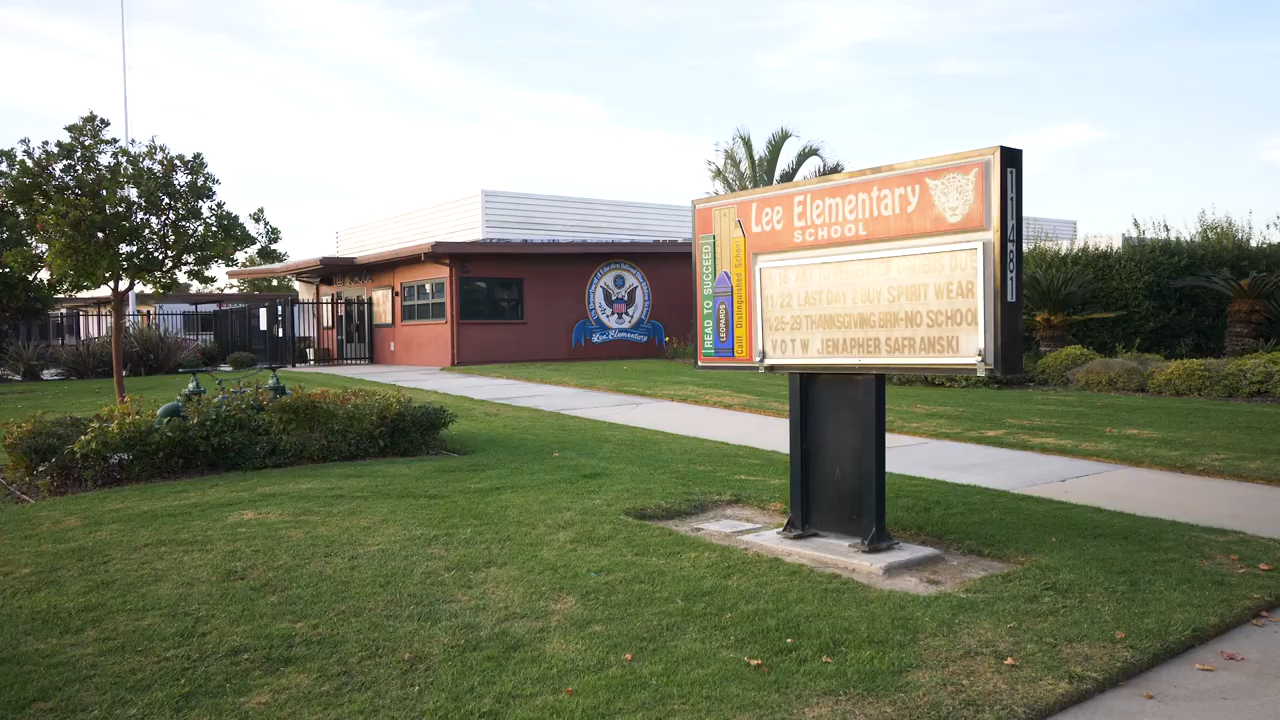 Lee Elementary
SCHOOL
READ TO SUCCEED
LEOPARDS
Calif. Distinguished School
11/22 LAST DAY 2 BUY SPIRIT WEAR
1/25-29 THANKSGIVING BRK-NO SCHOOL
V O T W JENAPHER SAFRANSKI
11481
Lee Elementary